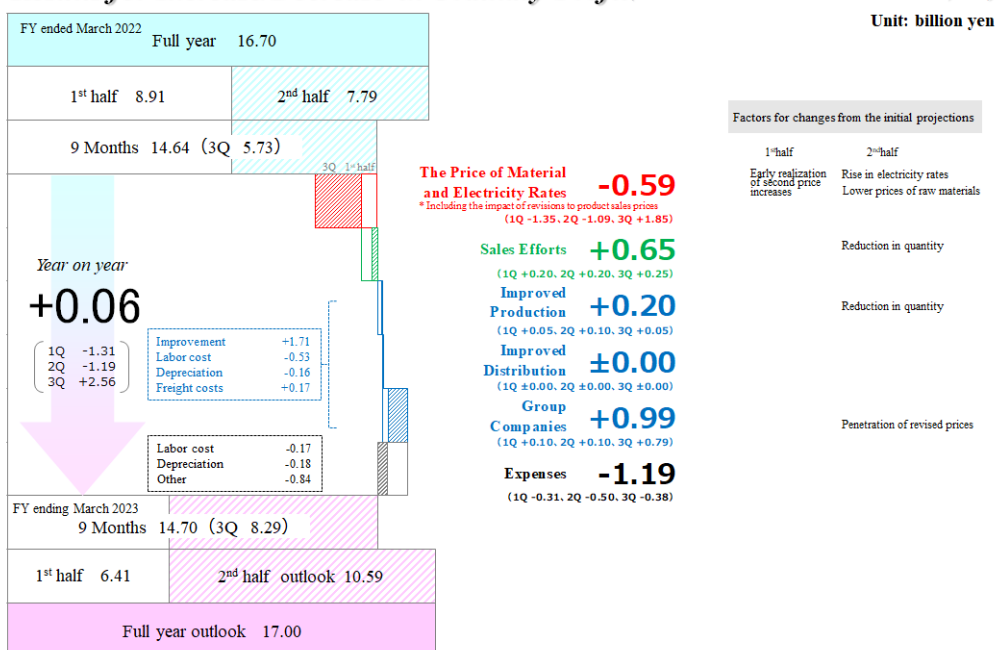 Unit: billion yen
FY ended March 2022
Full year 16.70
1st half 8.91
2nd half 7.79
9 Months 14.64 (3Q 5.73)
3Q 1st half
Factors for changes from the initial projections
1sthalf
2ndhalf
The Price of Material
and Electricity Rates
-0.59
* Including the impact of revisions to product sales prices
(1Q -1.35、2Q -1.09、3Q +1.85)
Early realization
of second price
increases
Rise in electricity rates
Lower prices of raw materials
Sales Efforts +0.65
(1Q +0.20、2Q +0.20、3Q +0.25)
Reduction in quantity
Year on year
+0.06
1Q -1.31
2Q -1.19
3Q +2.56
Improved
Production
+0.20
(1Q +0.05、2Q +0.10、3Q +0.05)
Reduction in quantity
Improvement +1.71
Labor cost -0.53
Depreciation -0.16
Freight costs +0.17
Improved
Distribution
±0.00
(1Q ±0.00、2Q ±0.00、3Q ±0.00)
Group
Companies
+0.99
(1Q +0.10、2Q +0.10、3Q +0.79)
Penetration of revised prices
Labor cost -0.17
Depreciation -0.18
Other -0.84
Expenses -1.19
(1Q -0.31、2Q -0.50、3Q -0.38)
FY ending March 2023
9 Months 14.70 (3Q 8.29)
1st half 6.41
2nd half outlook 10.59
Full year outlook 17.00